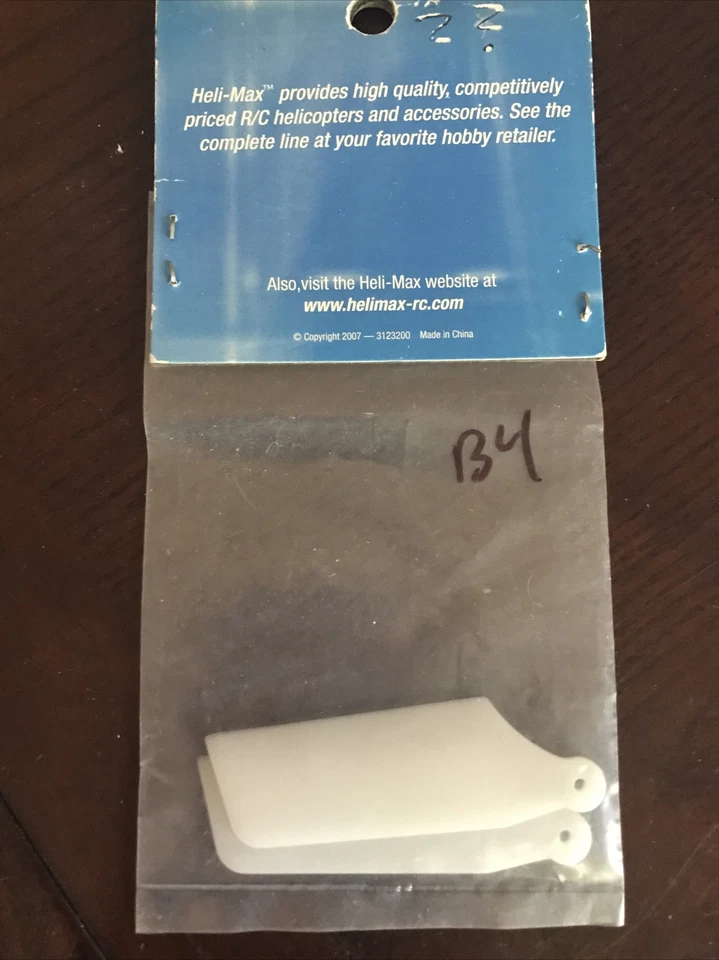 Heli-Max™ provides high quality, competitively
priced R/C helicopters and accessories. See the
complete line at your favorite hobby retailer.
Also,visit the Heli-Max website at
www.helimax-rc.com
© Copyright 2007 — 3123200 Made in China
B4